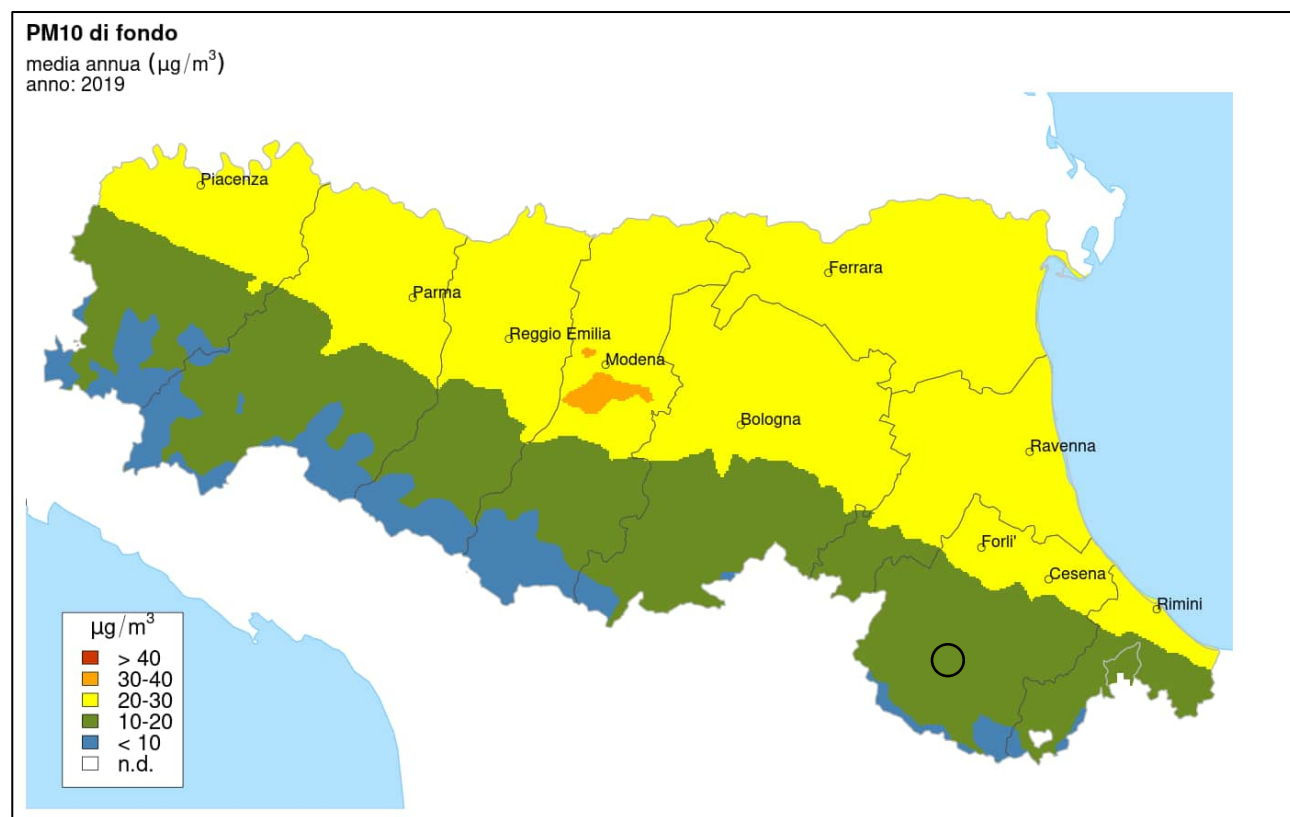 PM10 di fondo
media annua (µg/m³)
anno: 2019
Piacenza
Ferrara
Parma
Reggio Emilia
Modena
Bologna
Ravenna
Forli'
Cesena
Rimini
µg/m³
> 40
30-40
20-30
10-20
< 10
n.d.